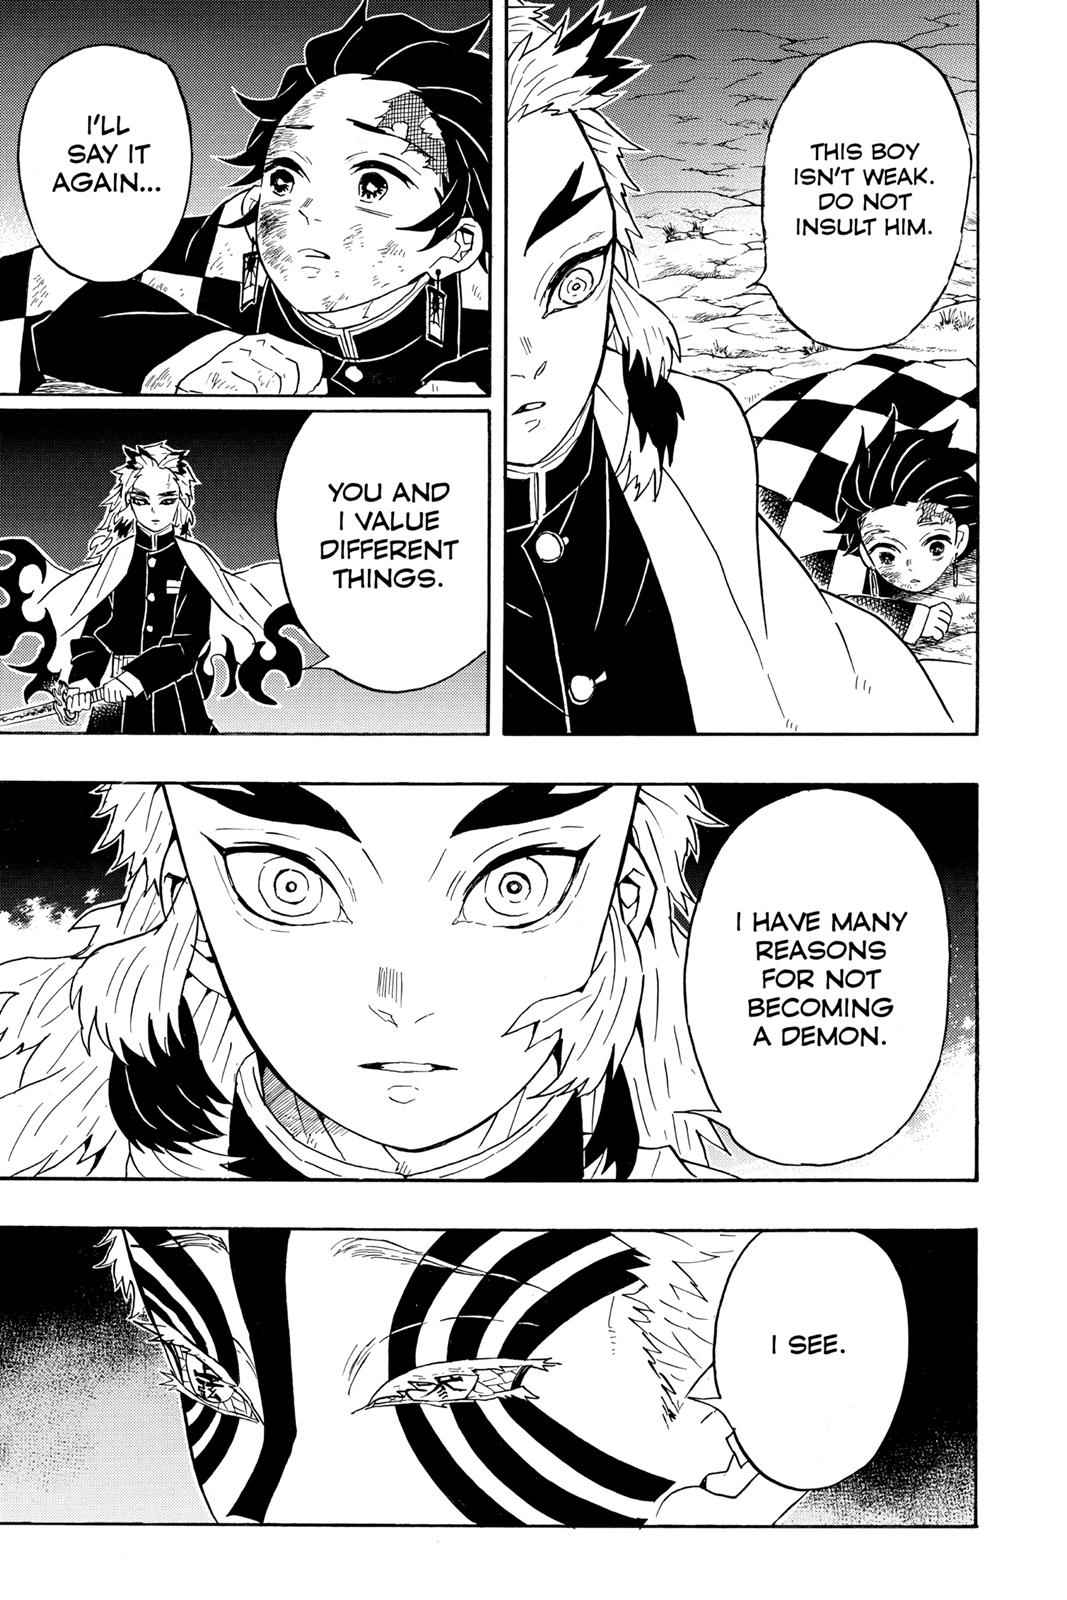 THIS BOY
ISN'T WEAK.
DO NOT
INSULT HIM.
I'LL
SAY IT
AGAIN...
YOU AND
I VALUE
DIFFERENT
THINGS.
I HAVE MANY
REASONS
FOR NOT
BECOMING
A DEMON.
I SEE.